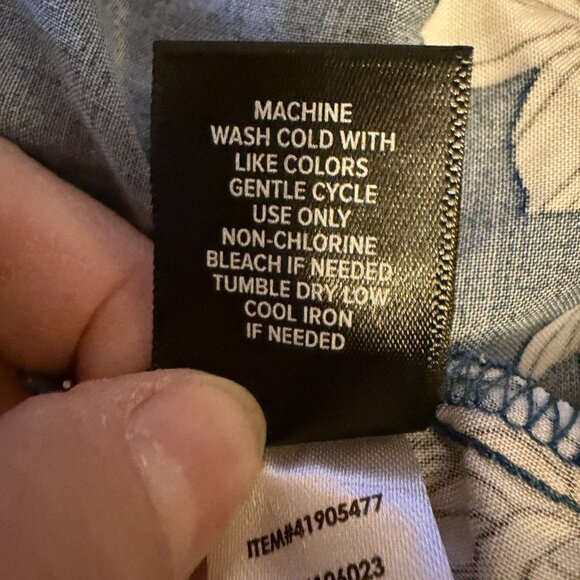 MACHINE
WASH COLD WITH
LIKE COLORS
GENTLE CYCLE
USE ONLY
NON-CHLORINE
BLEACH IF NEEDED
TUMBLE DRY LOW
COOL IRON
IF NEEDED
ITEM#41905477